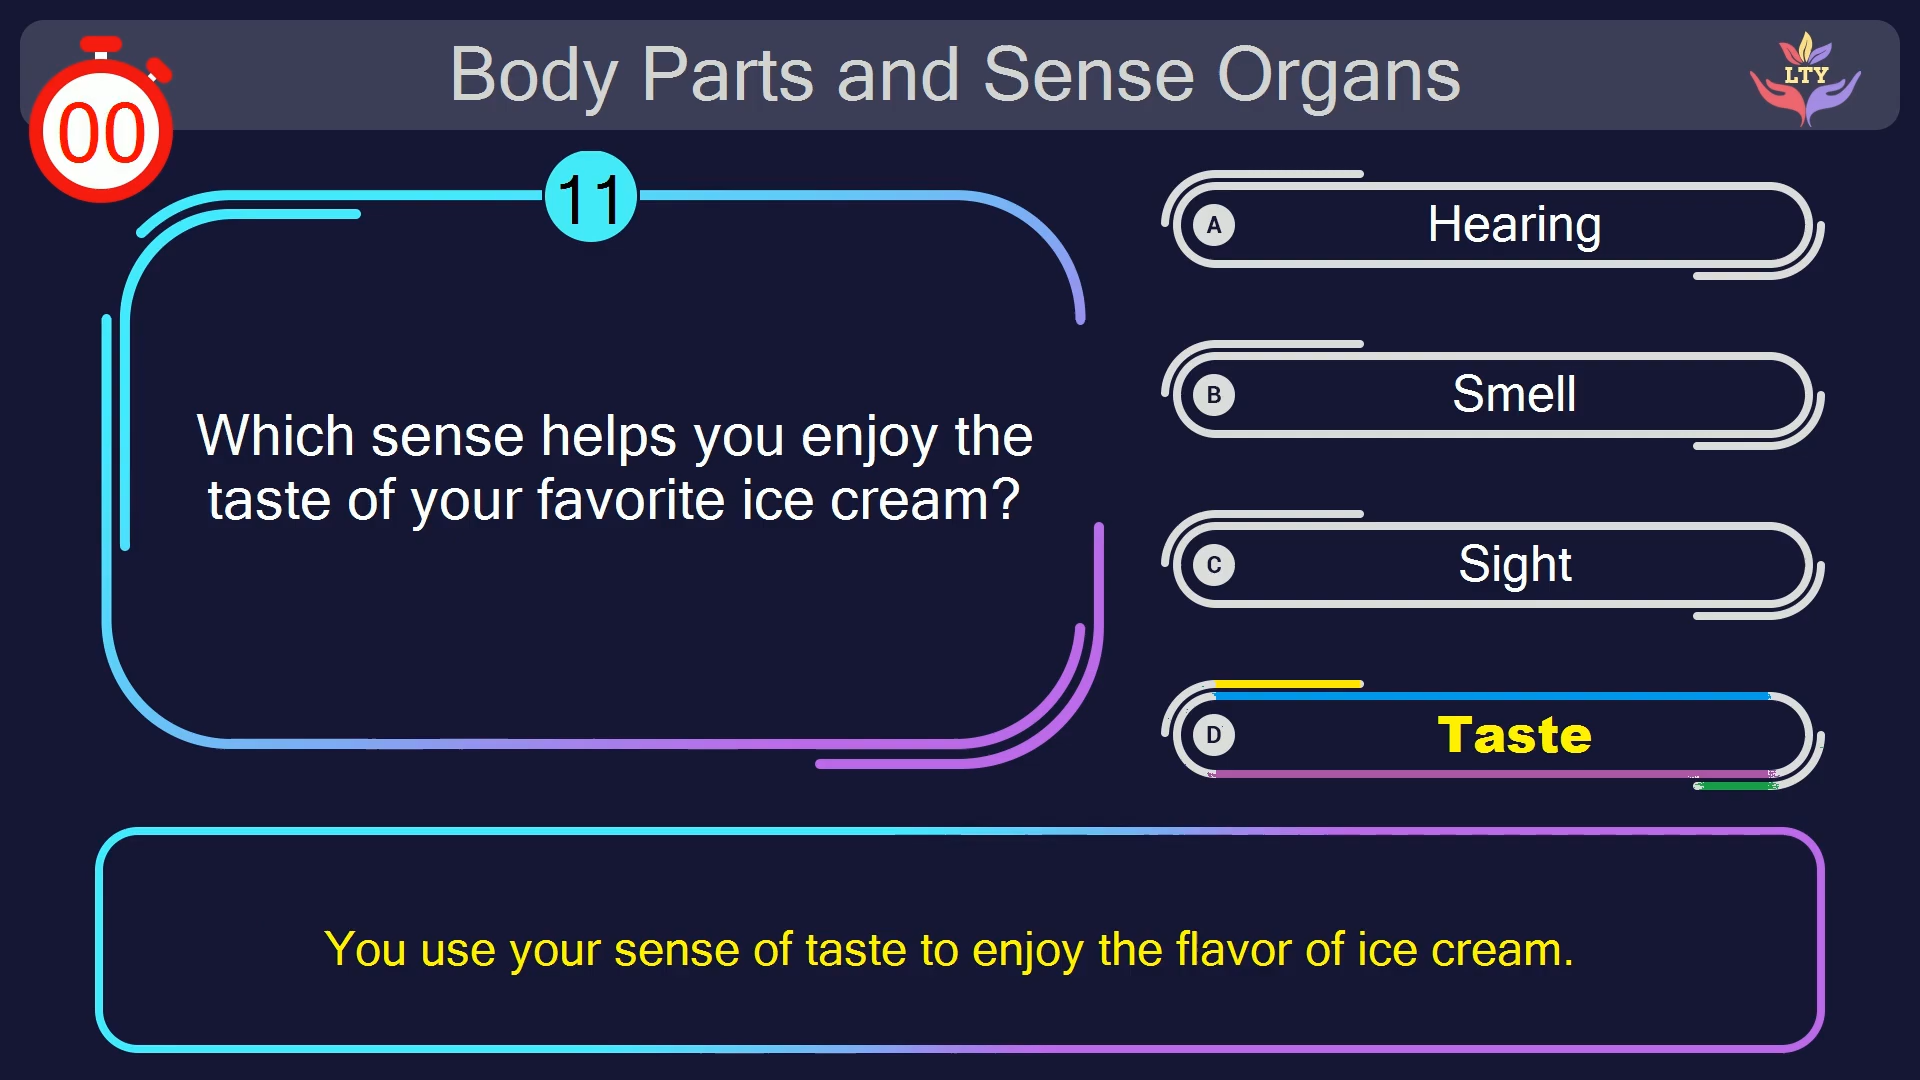 Body Parts and Sense Organs
LTY
00
11
Which sense helps you enjoy the
taste of your favorite ice cream?
A Hearing
B Smell
C Sight
D Taste
You use your sense of taste to enjoy the flavor of ice cream.